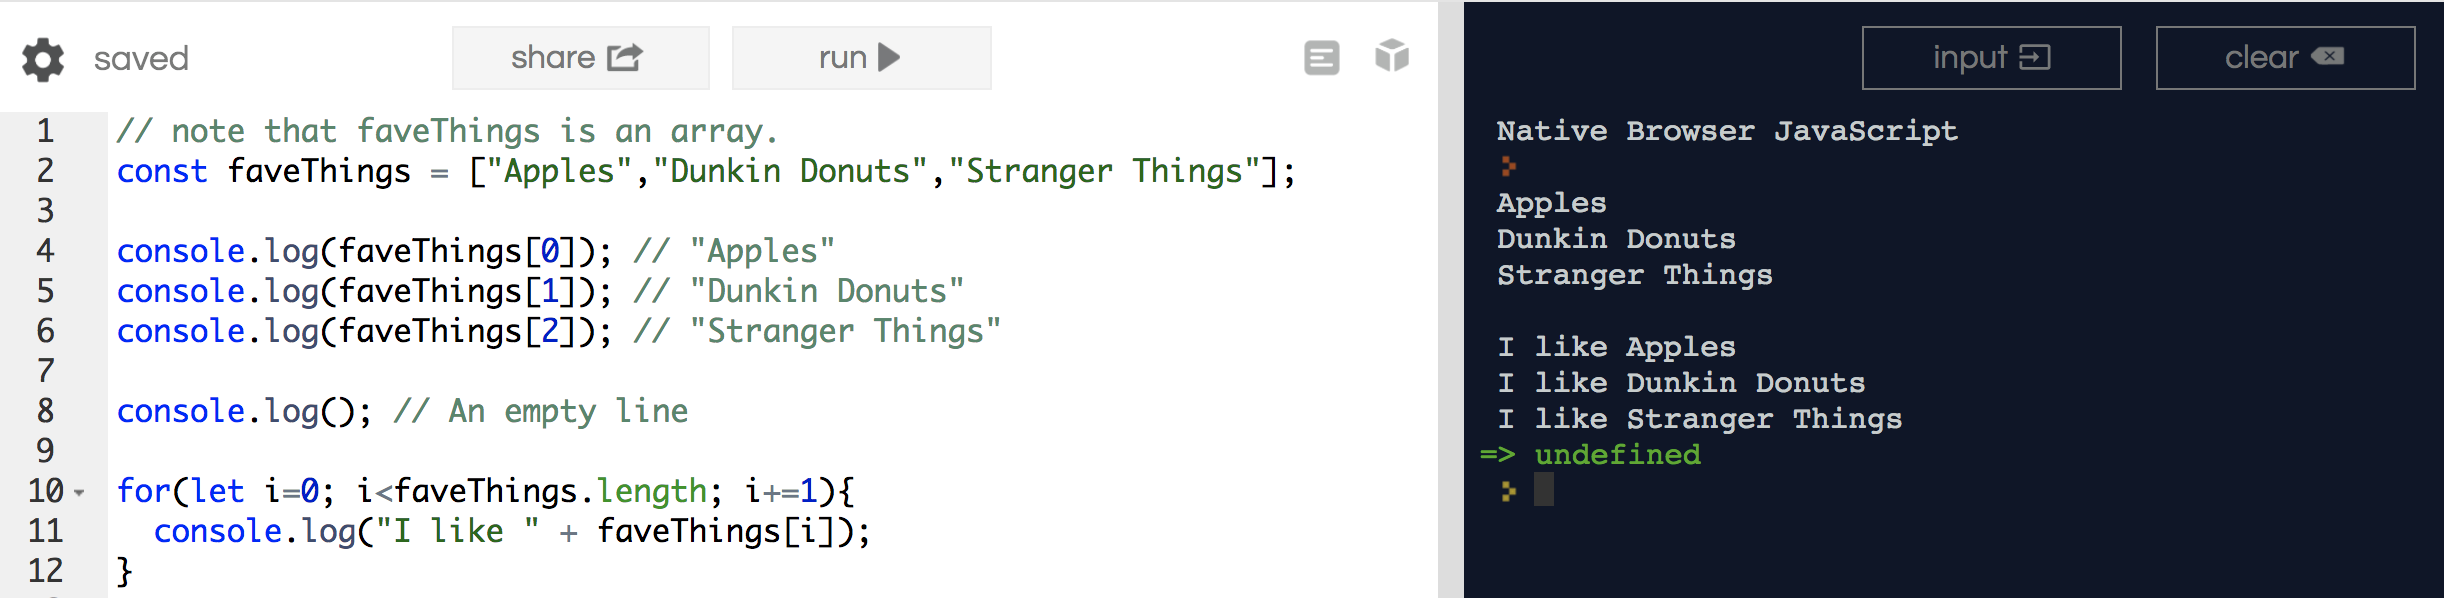 saved share run
1 // note that faveThings is an array.
2 const faveThings = ["Apples","Dunkin Donuts","Stranger Things"];
3
4 console.log(faveThings[0]); // "Apples"
5 console.log(faveThings[1]); // "Dunkin Donuts"
6 console.log(faveThings[2]); // "Stranger Things"
7
8 console.log(); // An empty line
9
10 for(let i=0; i<faveThings.length; i+=1){
11   console.log("I like " + faveThings[i]);
12 }
input clear
Native Browser JavaScript
>
Apples
Dunkin Donuts
Stranger Things
I like Apples
I like Dunkin Donuts
I like Stranger Things
=> undefined
>